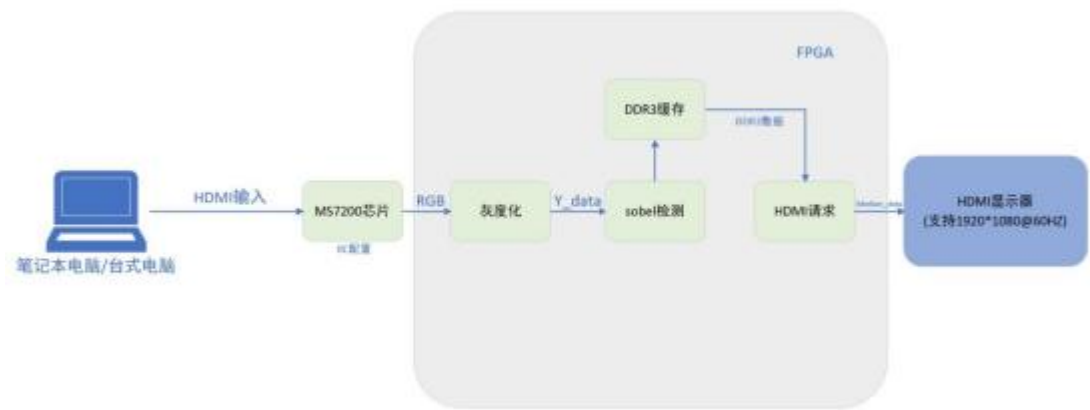 FPGA
DDR3缓存
HDMI输入
MS7200芯片
RGB
灰度化
Y_data
sobel检测
HDMI请求
HDMI显示器
(支持1920*1080@60HZ)
笔记本电脑/台式电脑